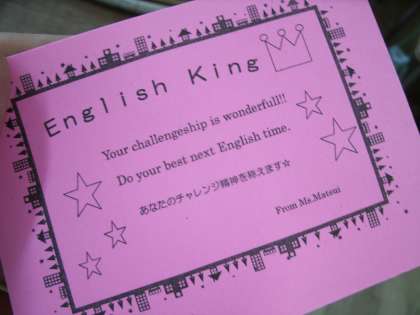 English King
Your challengeship is wonderfull!!
Do your best next English time.
あなたのチャレンジ精神を称えます☆
From Ms.Matsui